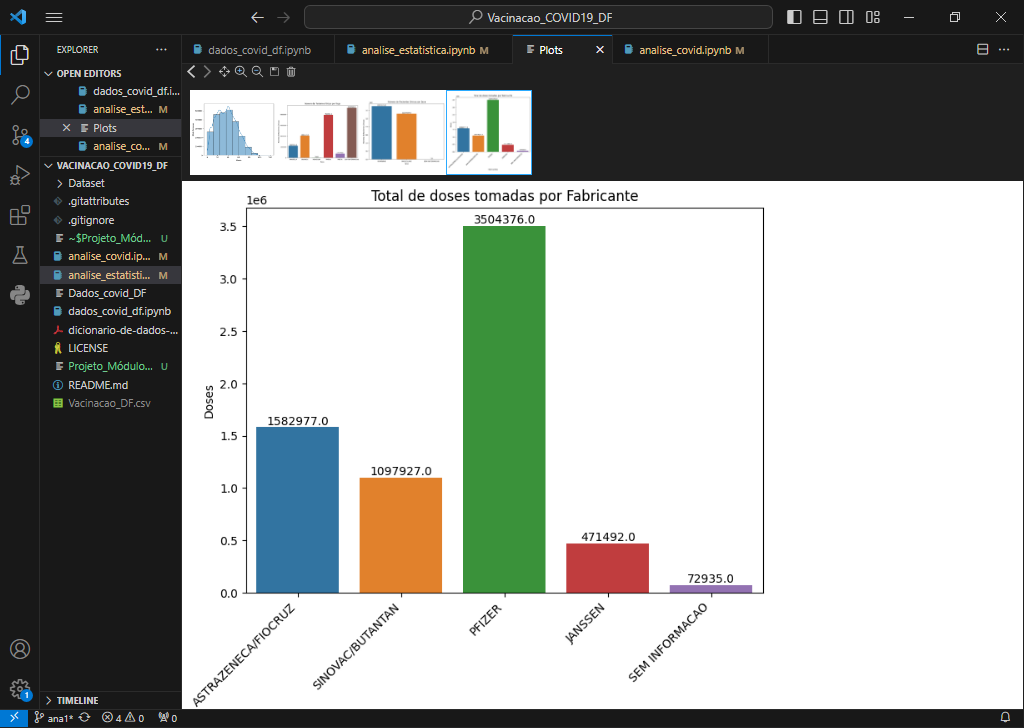 Vacinacao_COVID19_DF
EXPLORER
dados_covid_df.ipynb
analise_estatistica.ipynb M
Plots
analise_covid.ipynb M
OPEN EDITORS
dados_covid_df.i...
analise_est... M
Plots
analise_co... M
VACINACAO_COVID19_DF
Dataset
.gitattributes
.gitignore
~$Projeto_Mód... U
analise_covid.ip... M
analise_estatisti... M
Dados_covid_DF
dados_covid_df.ipynb
dicionario-de-dados-...
LICENSE
Projeto_Módulo... U
README.md
Vacinacao_DF.csv
TIMELINE
4
1
ana1*
4 0
0
Total de doses tomadas por Fabricante
1e6
3.5
3.0
2.5
2.0
1.5
1.0
0.5
0.0
Doses
1582977.0
1097927.0
3504376.0
471492.0
72935.0
ASTRAZENECA/FIOCRUZ
SINOVAC/BUTANTAN
PFIZER
JANSSEN
SEM INFORMACAO